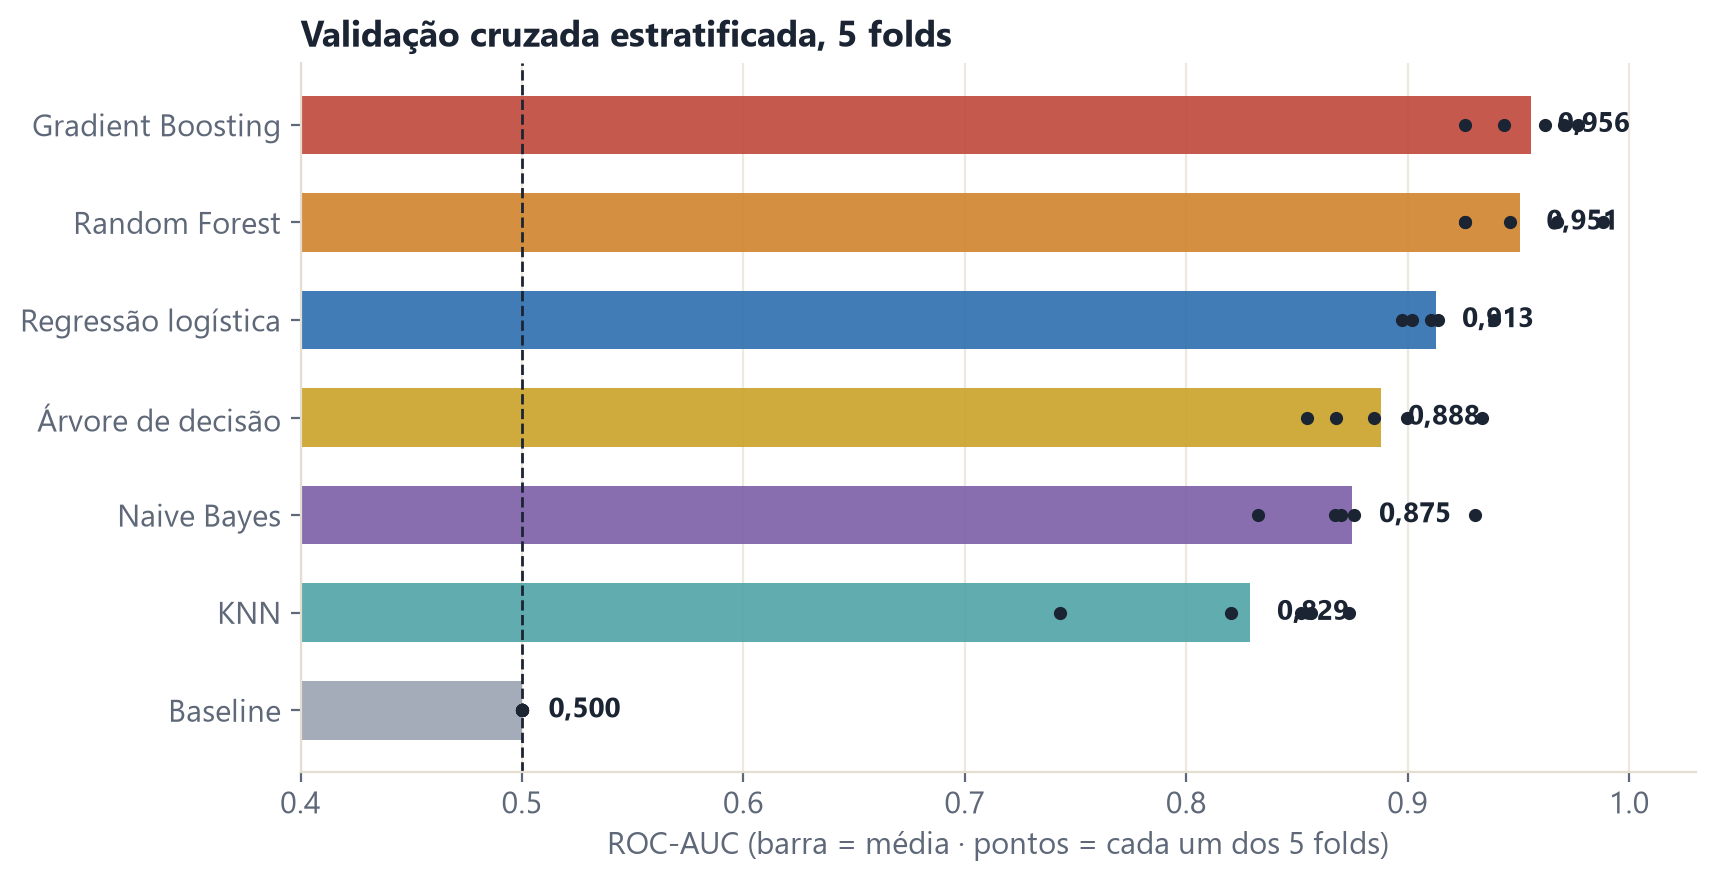 Validação cruzada estratificada, 5 folds
Gradient Boosting
0,956
Random Forest
0,951
Regressão logística
0,913
Árvore de decisão
0,888
Naive Bayes
0,875
KNN
0,829
Baseline
0,500
0.4 0.5 0.6 0.7 0.8 0.9 1.0
ROC-AUC (barra = média · pontos = cada um dos 5 folds)